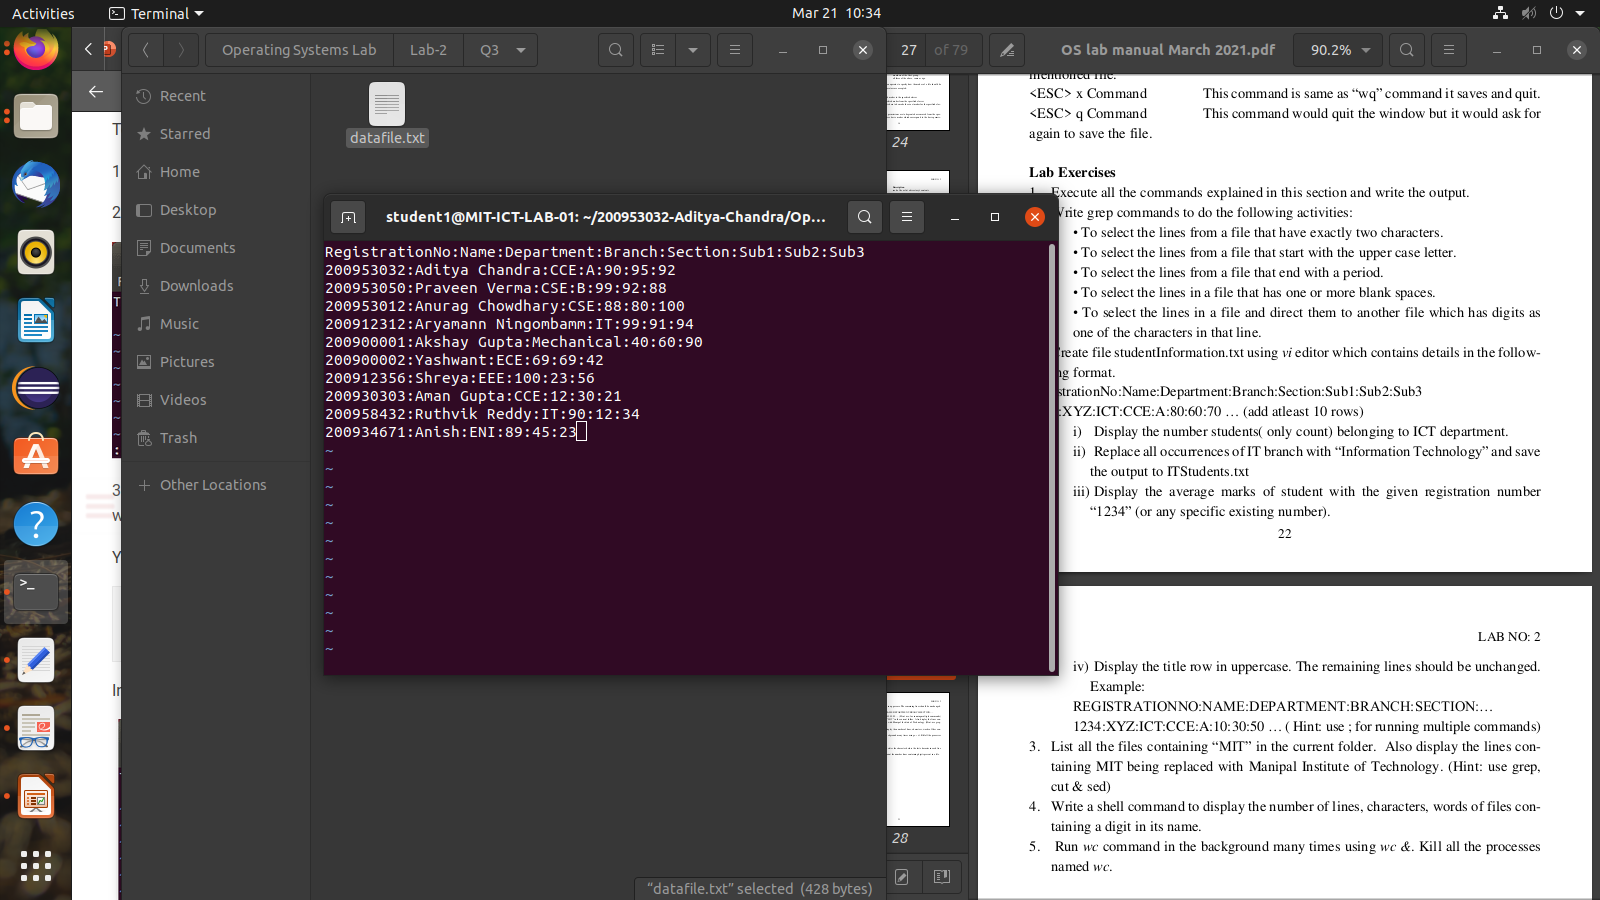 Activities
Terminal
Mar 21 10:34
Operating Systems Lab
Lab-2
Q3
27
of 79
OS lab manual March 2021.pdf
90.2%
Recent
Starred
Home
Desktop
Documents
Downloads
Music
Pictures
Videos
Trash
Other Locations
datafile.txt
"datafile.txt" selected (428 bytes)
student1@MIT-ICT-LAB-01: ~/200953032-Aditya-Chandra/Op...
RegistrationNo:Name:Department:Branch:Section:Sub1:Sub2:Sub3
200953032:Aditya Chandra:CCE:A:90:95:92
200953050:Praveen Verma:CSE:B:99:92:88
200953012:Anurag Chowdhary:CSE:88:80:100
200912312:Aryamann Ningombamm:IT:99:91:94
200900001:Akshay Gupta:Mechanical:40:60:90
200900002:Yashwant:ECE:69:69:42
200912356:Shreya:EEE:100:23:56
200930303:Aman Gupta:CCE:12:30:21
200958432:Ruthvik Reddy:IT:90:12:34
200934671:Anish:ENI:89:45:23
~
~
~
~
~
~
~
~
~
~
~
~
24
28
mentioned file.
<ESC> x Command This command is same as “wq” command it saves and quit.
<ESC> q Command This command would quit the window but it would ask for
again to save the file.
Lab Exercises
1. Execute all the commands explained in this section and write the output.
Write grep commands to do the following activities:
• To select the lines from a file that have exactly two characters.
• To select the lines from a file that start with the upper case letter.
• To select the lines from a file that end with a period.
• To select the lines in a file that has one or more blank spaces.
• To select the lines in a file and direct them to another file which has digits as
one of the characters in that line.
Create file studentInformation.txt using vi editor which contains details in the follow-
ng format.
strationNo:Name:Department:Branch:Section:Sub1:Sub2:Sub3
:XYZ:ICT:CCE:A:80:60:70 … (add atleast 10 rows)
i) Display the number students( only count) belonging to ICT department.
ii) Replace all occurrences of IT branch with “Information Technology” and save
the output to ITStudents.txt
iii) Display the average marks of student with the given registration number
“1234” (or any specific existing number).
22
LAB NO: 2
iv) Display the title row in uppercase. The remaining lines should be unchanged.
Example:
REGISTRATIONNO:NAME:DEPARTMENT:BRANCH:SECTION:…
1234:XYZ:ICT:CCE:A:10:30:50 … ( Hint: use ; for running multiple commands)
3. List all the files containing “MIT” in the current folder. Also display the lines con-
taining MIT being replaced with Manipal Institute of Technology. (Hint: use grep,
cut & sed)
4. Write a shell command to display the number of lines, characters, words of files con-
taining a digit in its name.
5. Run wc command in the background many times using wc &. Kill all the processes
named wc.